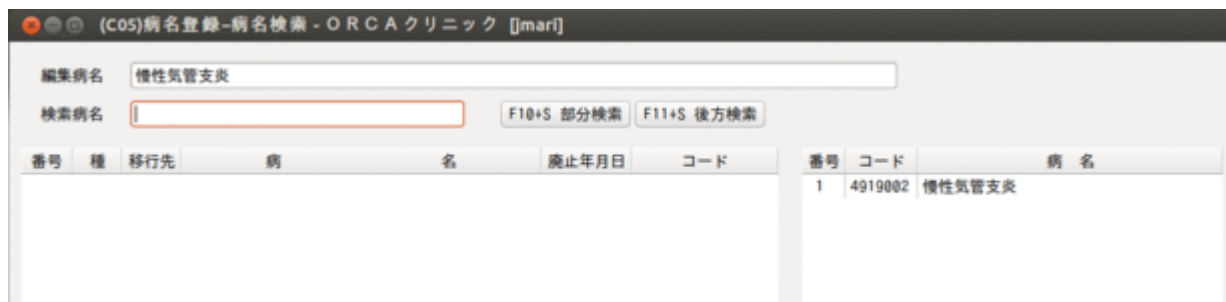 (C05)病名登録–病名検索 - ＯＲＣＡクリニック [jmari]
編集病名 慢性気管支炎
検索病名 F10+S 部分検索 F11+S 後方検索
番号 種 移行先 病 名 廃止年月日 コード 番号 コード 病 名
1 4919002 慢性気管支炎